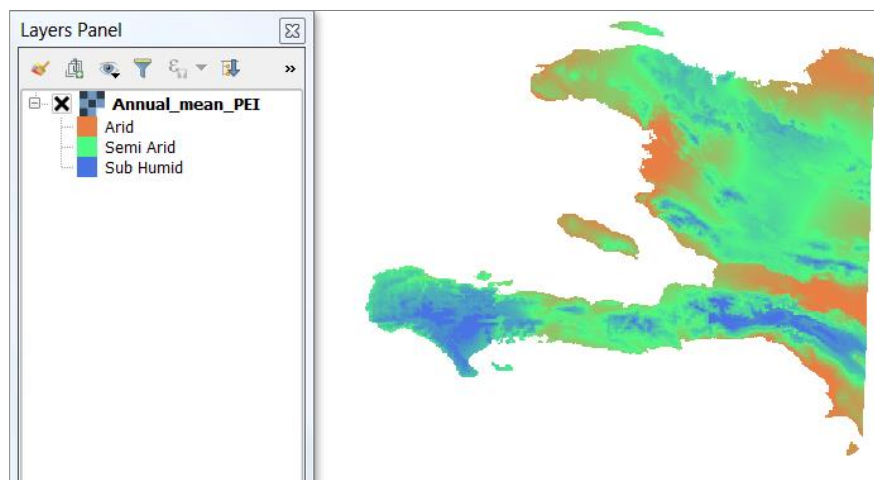 Layers Panel
»
Annual_mean_PEI
Arid
Semi Arid
Sub Humid